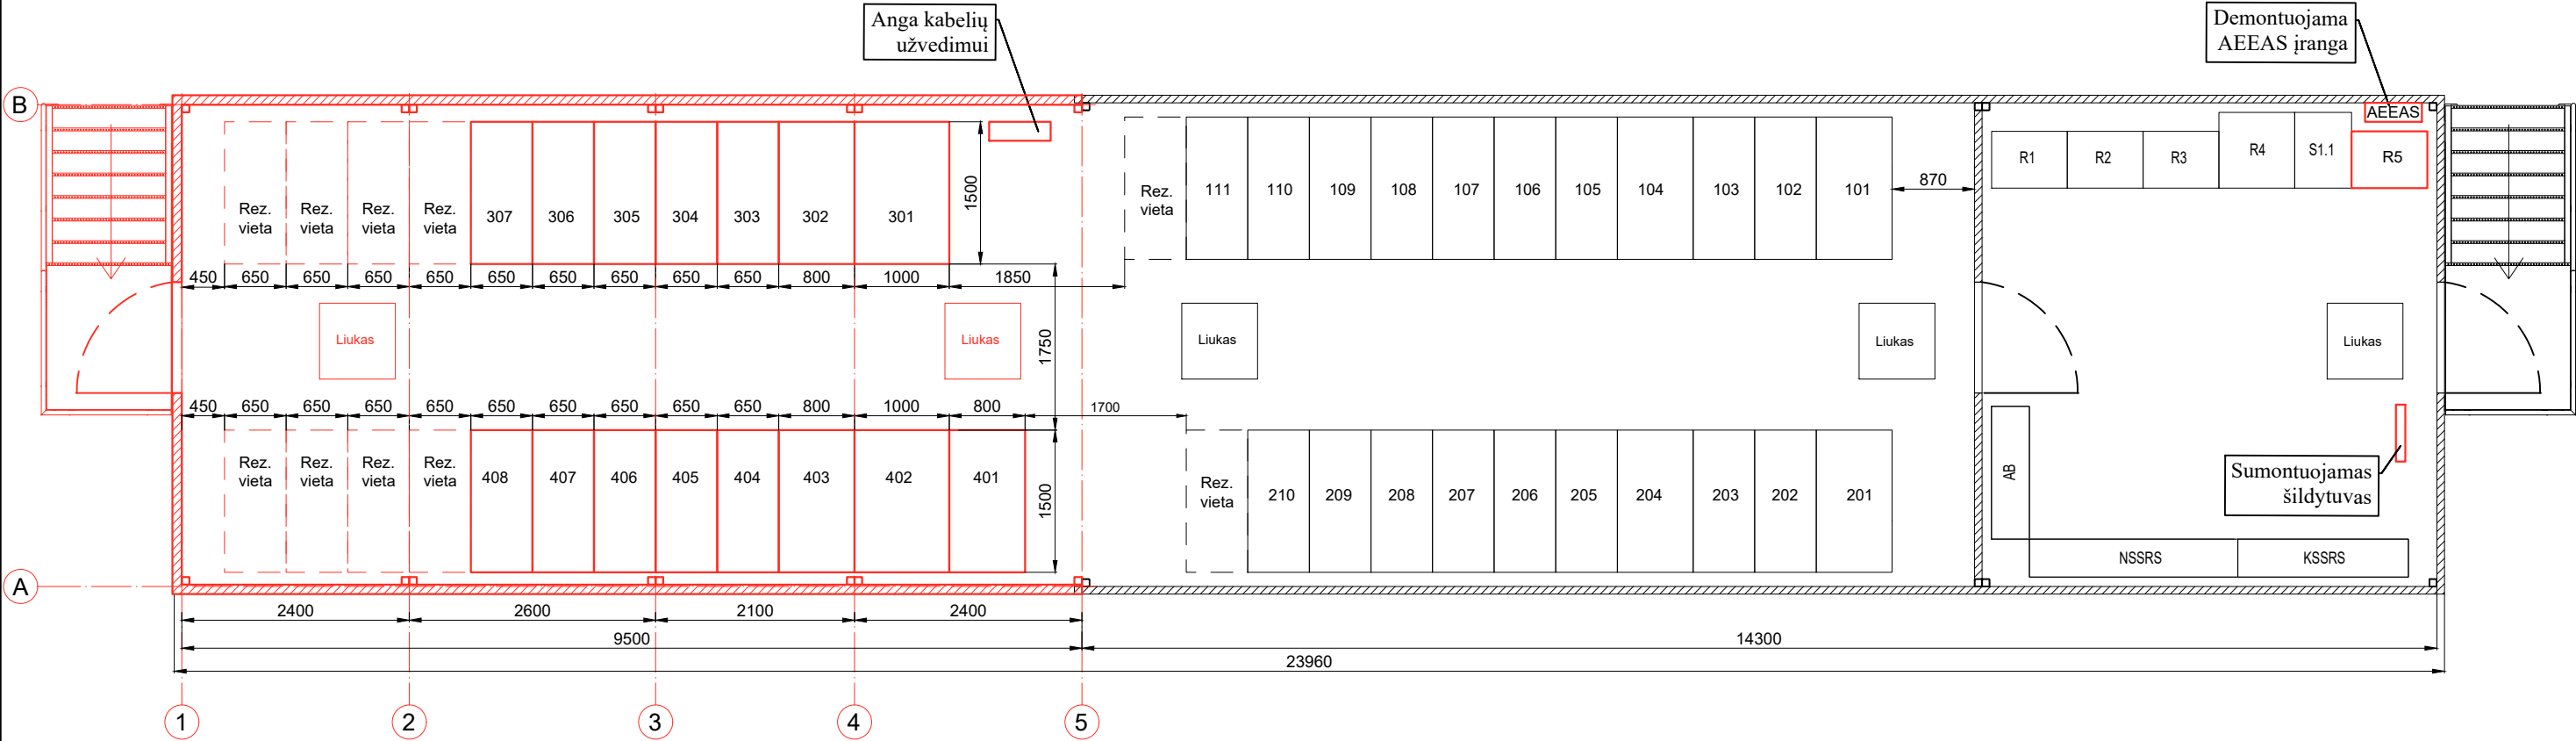 Anga kabelių
užvedimui
Demontuojama
AEEAS įranga
B
AEEAS
R1 R2 R3 R4 S1.1 R5
Rez.
vieta
Rez.
vieta
Rez.
vieta
Rez.
vieta
307 306 305 304 303 302 301
1500
Rez.
vieta
111 110 109 108 107 106 105 104 103 102 101
870
450 650 650 650 650 650 650 650 650 650 800 1000 1850
Liukas
Liukas
1750
Liukas
Liukas
Liukas
450 650 650 650 650 650 650 650 650 650 800 1000 800 1700
Rez.
vieta
Rez.
vieta
Rez.
vieta
Rez.
vieta
408 407 406 405 404 403 402 401
1500
Rez.
vieta
210 209 208 207 206 205 204 203 202 201
AB
Sumontuojamas
šildytuvas
NSSRS KSSRS
A
2400 2600 2100 2400
9500 14300
23960
1 2 3 4 5